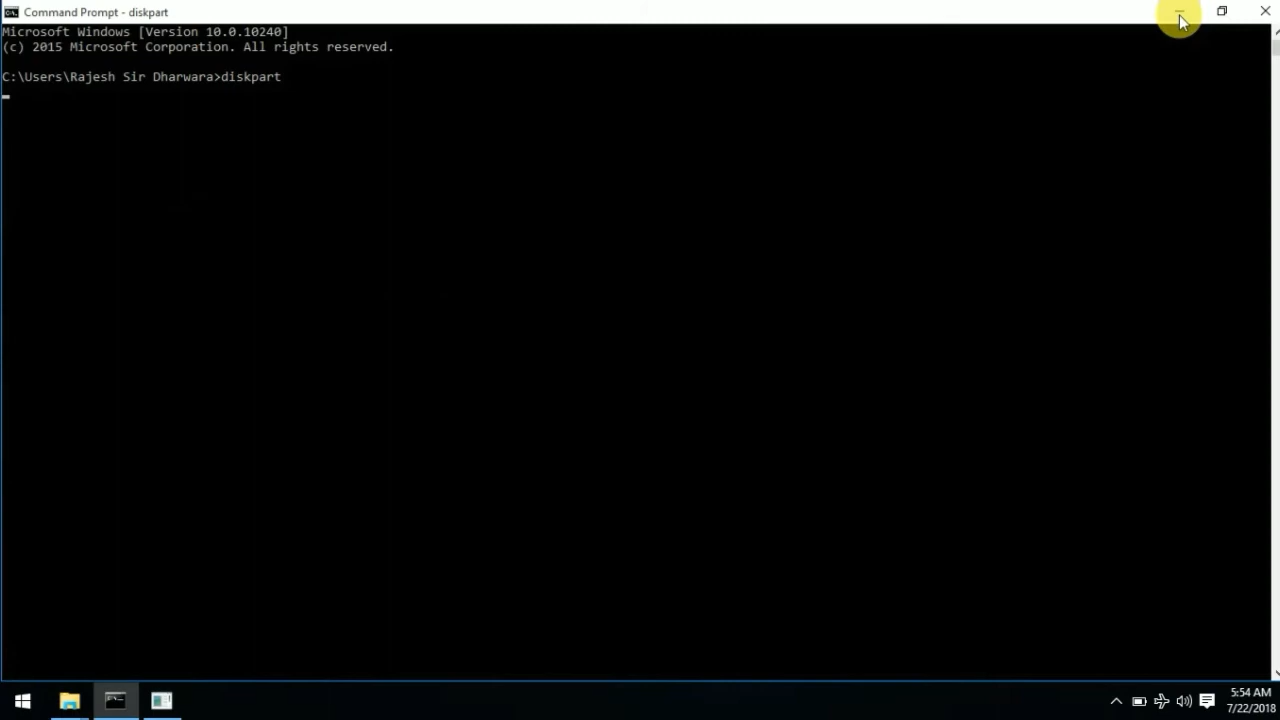 Command Prompt - diskpart
Microsoft Windows [Version 10.0.10240]
(c) 2015 Microsoft Corporation. All rights reserved.
C:\Users\Rajesh Sir Dharwara>diskpart
5:54 AM
7/22/2018